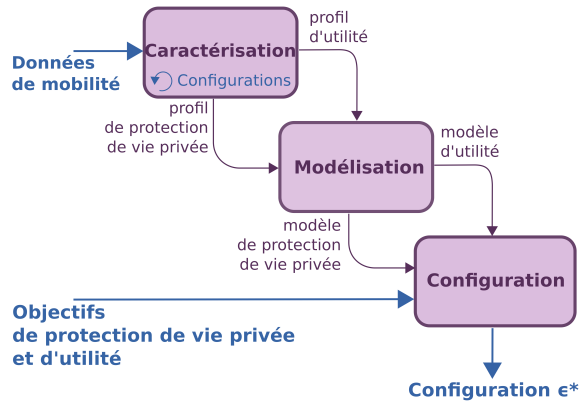 profil
d'utilité
Caractérisation
Données
de mobilité
Configurations
profil
de protection
de vie privée
modèle
d'utilité
Modélisation
modèle
de protection
de vie privée
Configuration
Objectifs
de protection de vie privée
et d'utilité
Configuration ϵ*